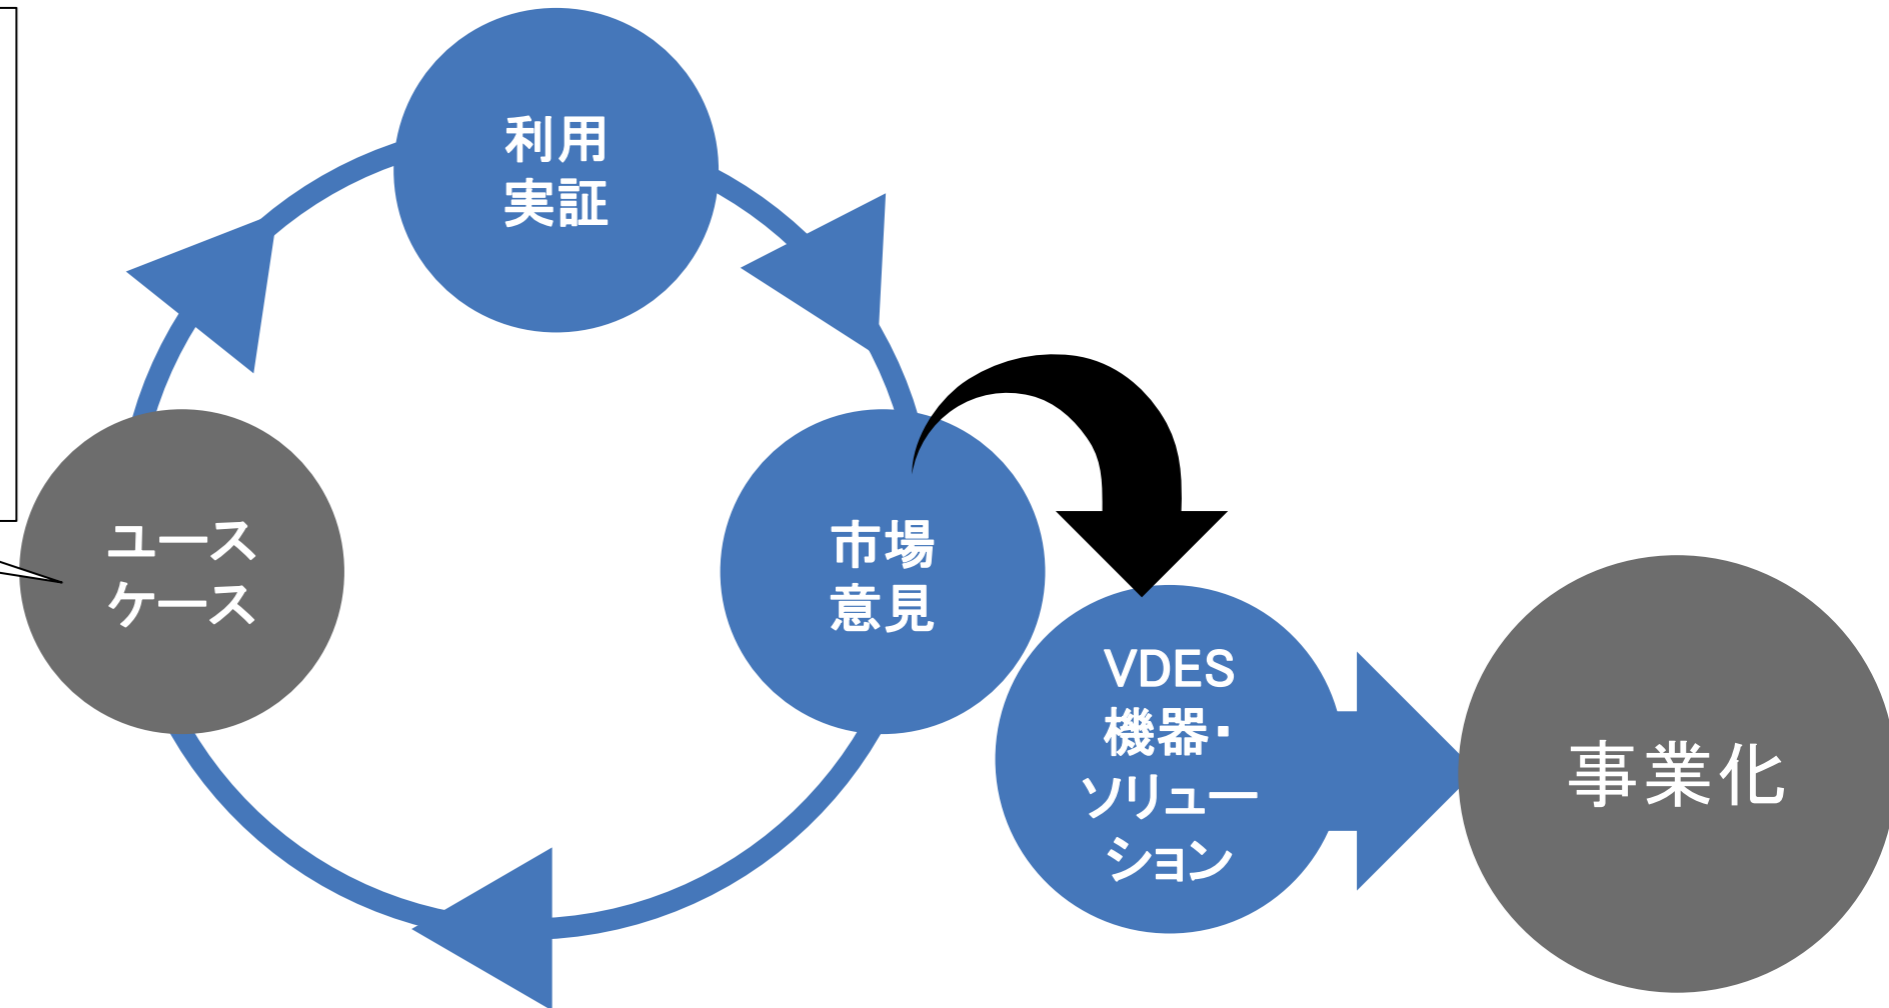 利用
実証
ユース
ケース
市場
意見
VDES
機器・
ソリュー
ション
事業化